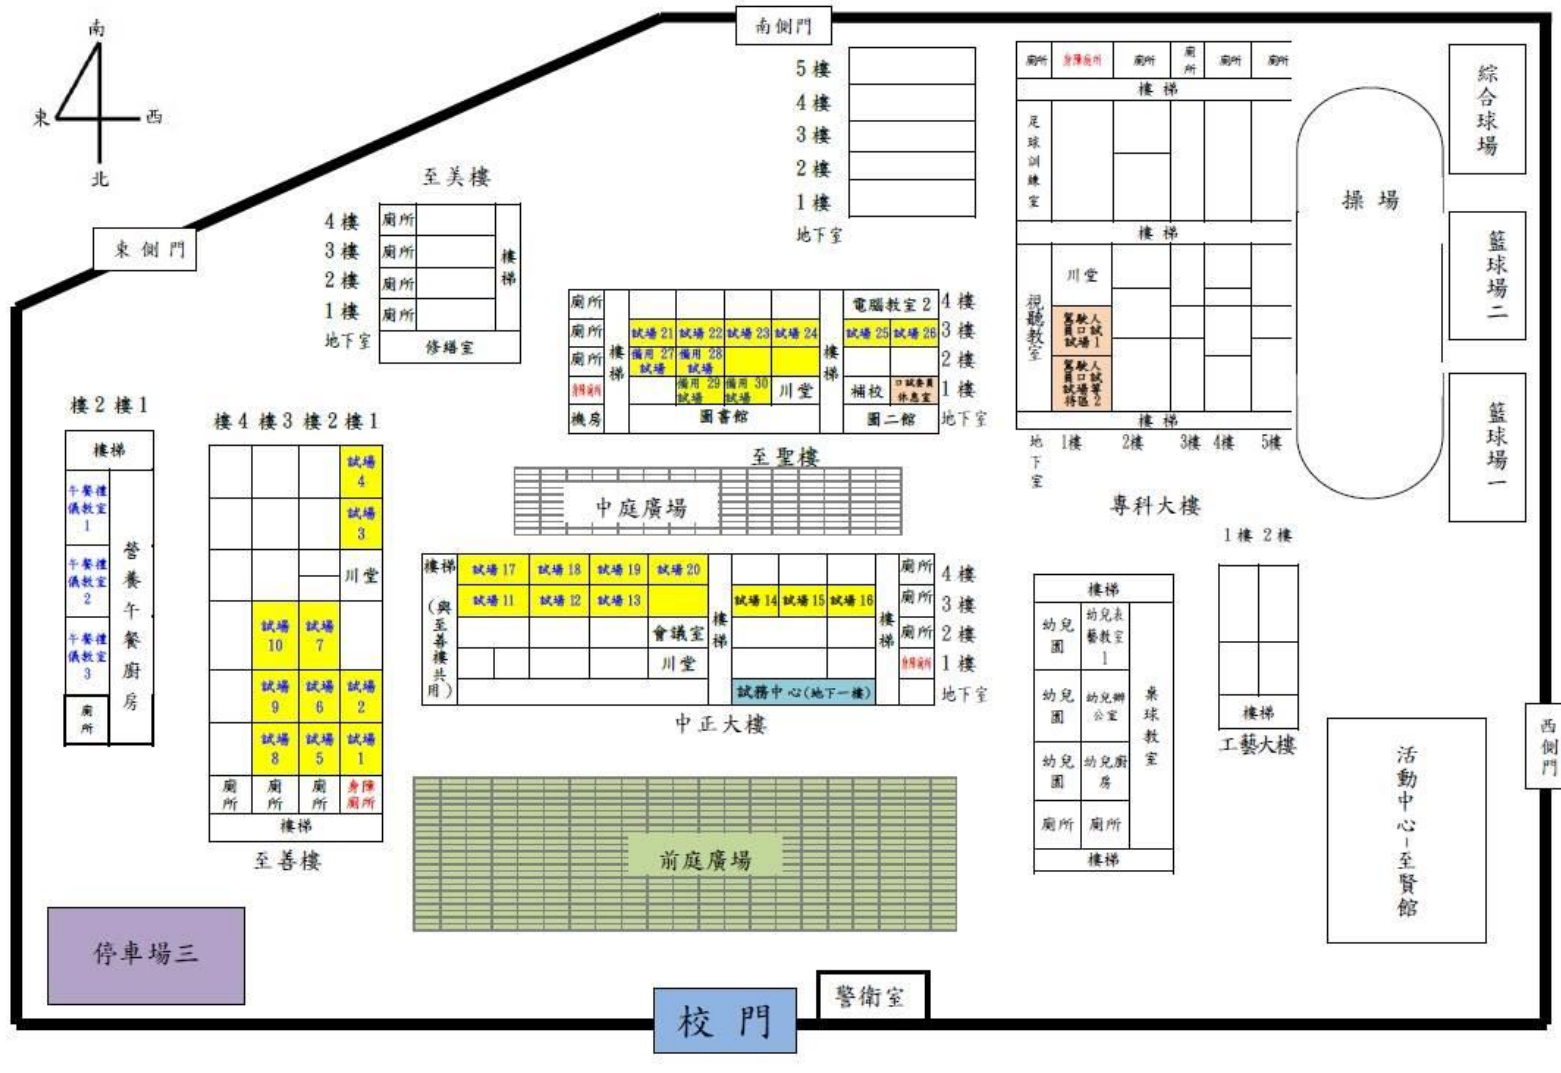 南
東
西
北
南側門
東側門
至美樓
4樓
廁所
3樓
廁所
2樓
廁所
1樓
廁所
樓梯
地下室
修繕室
5樓
4樓
3樓
2樓
1樓
地下室
廁所
身障廁所
廁所
廁所
廁所
廁所
樓梯
足球訓練室
樓梯
視聽教室
川堂
駕駛人
員口試
試場1
駕駛人
員口試
試場等
待區2
樓梯
地下室
1樓
2樓
3樓
4樓
5樓
專科大樓
操場
綜合球場
籃球場二
籃球場一
廁所
電腦教室2
4樓
廁所
試場21
試場22
試場23
試場24
試場25
試場26
3樓
廁所
樓梯
備用27
試場
備用28
試場
樓梯
2樓
身障廁所
備用29
試場
備用30
試場
川堂
補校
口試委員
休息室
1樓
機房
圖書館
圖二館
地下室
至聖樓
中庭廣場
樓2
樓1
樓梯
午餐禮
儀教室
1
午餐禮
儀教室
2
午餐禮
儀教室
3
廁所
營養午餐廚房
樓4
樓3
樓2
樓1
試場
4
試場
3
川堂
試場
10
試場
7
試場
9
試場
6
試場
2
試場
8
試場
5
試場
1
廁所
廁所
廁所
身障
廁所
樓梯
至善樓
樓梯
(與至善樓共用)
試場17
試場18
試場19
試場20
廁所
4樓
試場11
試場12
試場13
試場14
試場15
試場16
廁所
3樓
樓梯
樓梯
會議室
廁所
2樓
川堂
身障廁所
1樓
試務中心(地下一樓)
地下室
中正大樓
前庭廣場
樓梯
幼兒園
幼兒表
藝教室
1
幼兒園
幼兒辦
公室
幼兒園
幼兒廚
房
廁所
廁所
桌球教室
樓梯
1樓
2樓
樓梯
工藝大樓
活動中心-至賢館
西側門
停車場三
校門
警衛室